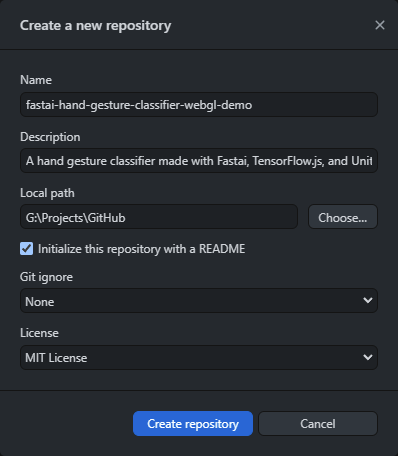 Create a new repository
Name
fastai-hand-gesture-classifier-webgl-demo
Description
A hand gesture classifier made with Fastai, TensorFlow.js, and Unit
Local path
G:\Projects\GitHub
Choose...
Initialize this repository with a README
Git ignore
None
License
MIT License
Create repository
Cancel